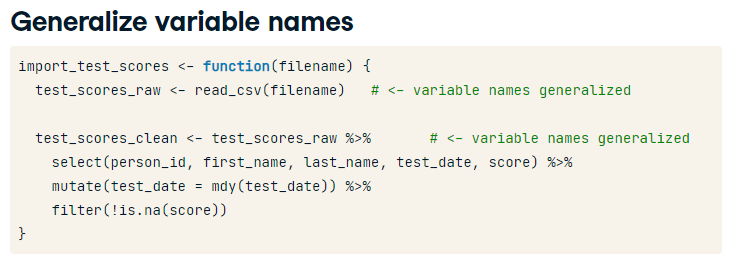 Generalize variable names
import_test_scores <- function(filename) {
  test_scores_raw <- read_csv(filename)   # <- variable names generalized
  test_scores_clean <- test_scores_raw %>%       # <- variable names generalized
    select(person_id, first_name, last_name, test_date, score) %>%
    mutate(test_date = mdy(test_date)) %>%
    filter(!is.na(score))
}